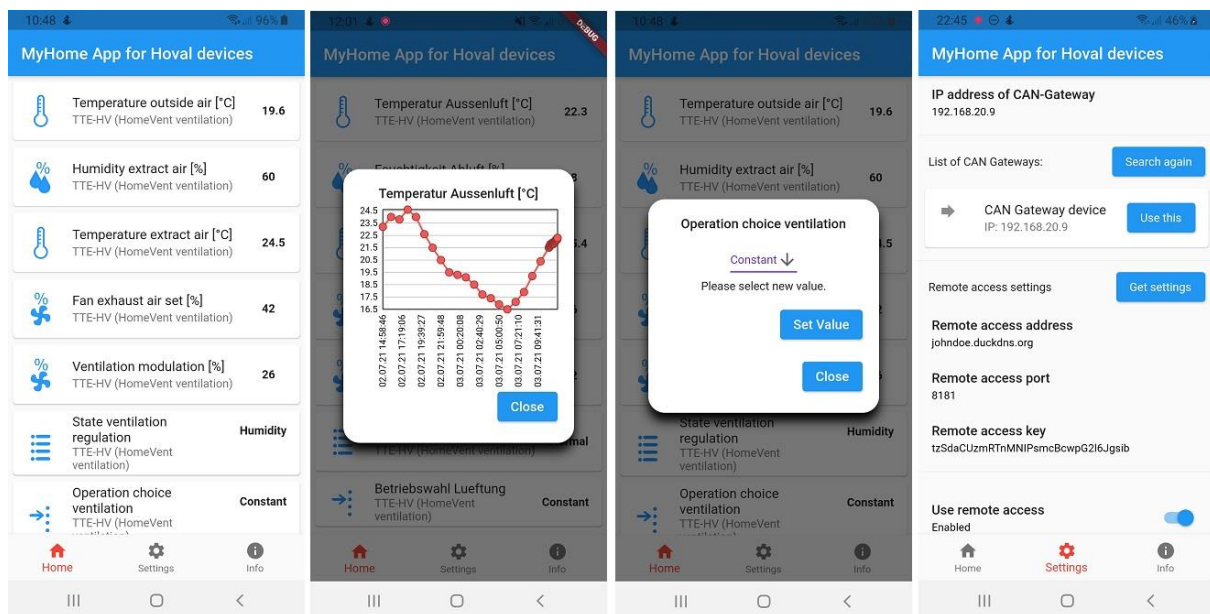 10:48
96%
MyHome App for Hoval devices
Temperature outside air [°C]
TTE-HV (HomeVent ventilation)
19.6
%
Humidity extract air [%]
TTE-HV (HomeVent ventilation)
60
Temperature extract air [°C]
TTE-HV (HomeVent ventilation)
24.5
%
Fan exhaust air set [%]
TTE-HV (HomeVent ventilation)
42
%
Ventilation modulation [%]
TTE-HV (HomeVent ventilation)
26
State ventilation
regulation
TTE-HV (HomeVent
ventilation)
Humidity
Operation choice
ventilation
TTE-HV (HomeVent
Constant
Home
Settings
Info
12:01
DEBUG
MyHome App for Hoval devices
Temperatur Aussenluft [°C]
TTE-HV (HomeVent ventilation)
22.3
%
Temperatur Aussenluft [°C]
24.5
23.5
22.5
21.5
20.5
19.5
18.5
17.5
16.5
02.07.21 14:58:46
02.07.21 17:19:06
02.07.21 19:39:27
02.07.21 21:59:48
03.07.21 00:20:08
03.07.21 02:40:29
03.07.21 05:00:50
03.07.21 07:21:10
03.07.21 09:41:31
Close
Betriebswahl Lueftung
TTE-HV (HomeVent
ventilation)
Constant
Home
Settings
Info
10:48
MyHome App for Hoval devices
Temperature outside air [°C]
TTE-HV (HomeVent ventilation)
19.6
%
Humidity extract air [%]
TTE-HV (HomeVent ventilation)
60
Operation choice ventilation
Constant
Please select new value.
Set Value
Close
State ventilation
regulation
TTE-HV (HomeVent
ventilation)
Humidity
Operation choice
ventilation
TTE-HV (HomeVent
Constant
Home
Settings
Info
22:45
46%
MyHome App for Hoval devices
IP address of CAN-Gateway
192.168.20.9
List of CAN Gateways:
Search again
CAN Gateway device
IP: 192.168.20.9
Use this
Remote access settings
Get settings
Remote access address
johndoe.duckdns.org
Remote access port
8181
Remote access key
tzSdaCUzmRTnMNIPsmcBcwpG2l6Jgsib
Use remote access
Enabled
Home
Settings
Info